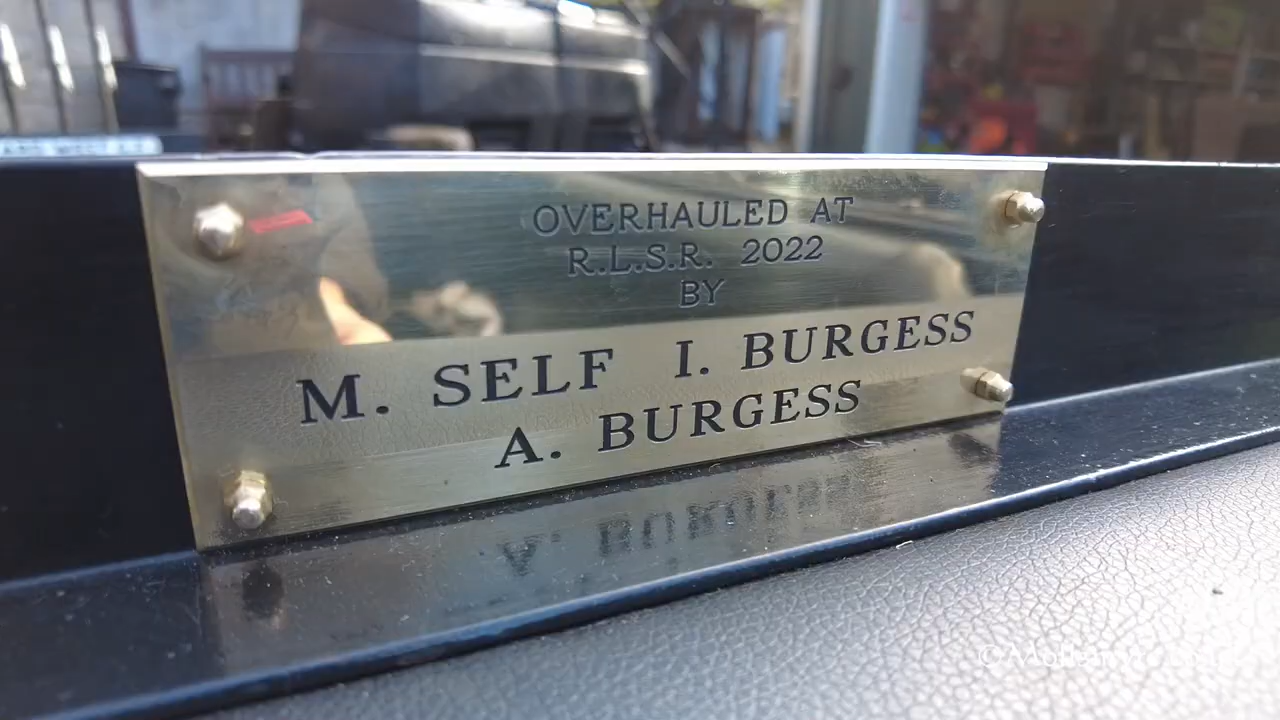 OVERHAULED AT
R.L.S.R. 2022
BY
M. SELF I. BURGESS
A. BURGESS